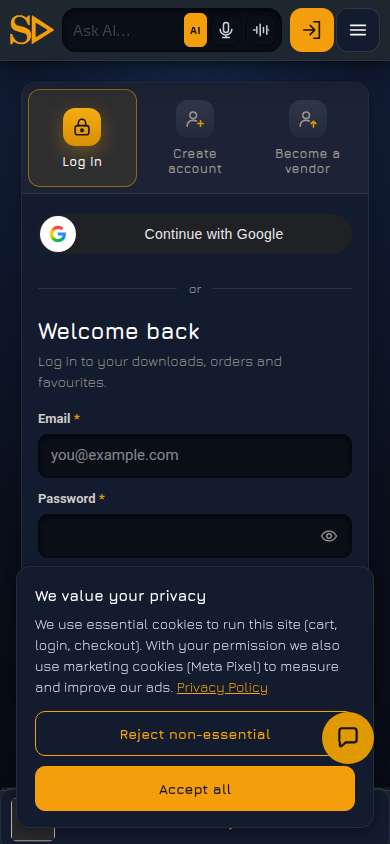 SD
Ask AI...
AI
Log In
Create
account
Become a
vendor
Continue with Google
or
Welcome back
Log in to your downloads, orders and
favourites.
Email *
you@example.com
Password *
We value your privacy
We use essential cookies to run this site (cart,
login, checkout). With your permission we also
use marketing cookies (Meta Pixel) to measure
and improve our ads. Privacy Policy
Reject non-essential
Accept all